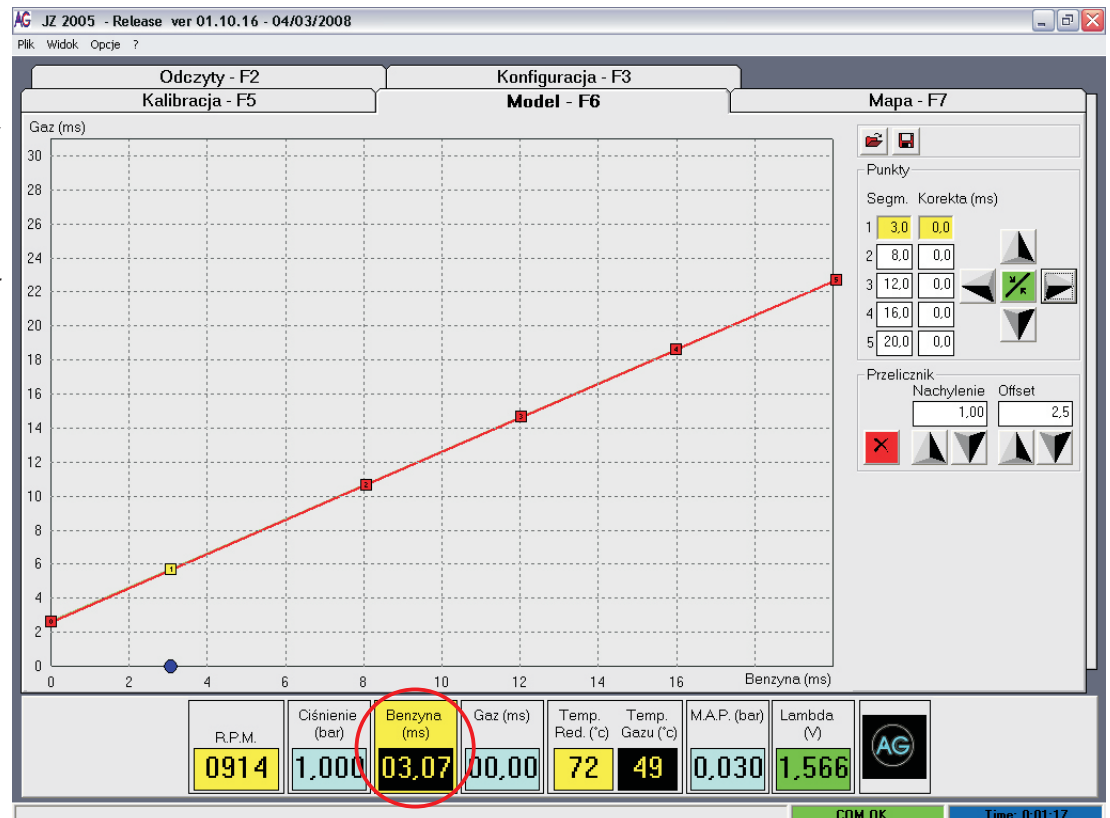 AG JZ 2005 - Release ver 01.10.16 - 04/03/2008
Plik Widok Opcje ?
Odczyty - F2 Konfiguracja - F3
Kalibracja - F5 Model - F6 Mapa - F7
Gaz (ms)
30
28
26
24
22
20
18
16
14
12
10
8
6
4
2
0
0 1 2 3 4 5
0 2 4 6 8 10 12 14 16 Benzyna (ms)
Punkty
Segm. Korekta (ms)
1 3,0 0,0
2 8,0 0,0
3 12,0 0,0
4 16,0 0,0
5 20,0 0,0
Przelicznik
Nachylenie Offset
1,00 2,5
R.P.M.
0914
Ciśnienie
(bar)
1,000
Benzyna
(ms)
03,07
Gaz (ms)
00,00
Temp.
Red. (°c)
72
Temp.
Gazu (°c)
49
M.A.P. (bar)
0,030
Lambda
(V)
1,566
AG
COM OK Time: 0:01:17